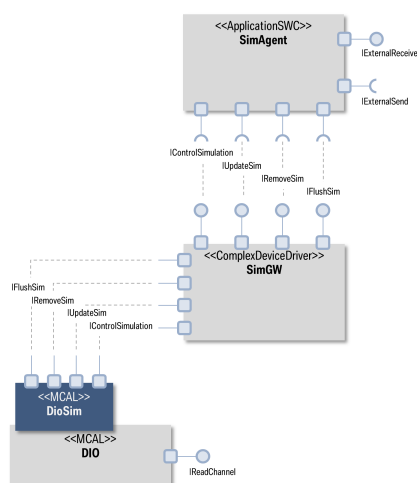 <<ApplicationSWC>>
SimAgent
IExternalReceive
IExternalSend
IControlSimulation
IUpdateSim
IRemoveSim
IFlushSim
<<ComplexDeviceDriver>>
SimGW
IFlushSim
IRemoveSim
IUpdateSim
IControlSimulation
<<MCAL>>
DioSim
<<MCAL>>
DIO
IReadChannel